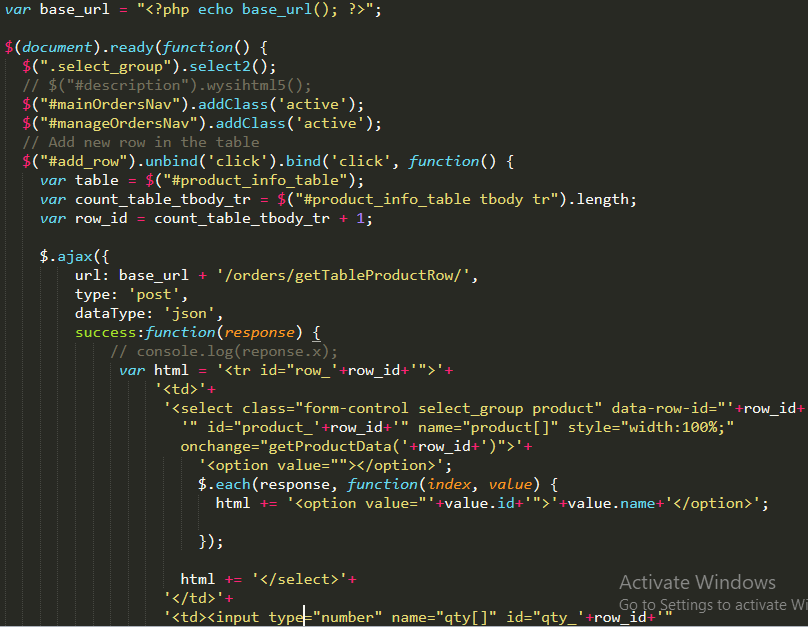 var base_url = "<?php echo base_url(); ?>";
$(document).ready(function() {
$(".select_group").select2();
// $("#description").wysihtml5();
$("#mainOrdersNav").addClass('active');
$("#manageOrdersNav").addClass('active');
// Add new row in the table
$("#add_row").unbind('click').bind('click', function() {
var table = $("#product_info_table");
var count_table_tbody_tr = $("#product_info_table tbody tr").length;
var row_id = count_table_tbody_tr + 1;
$.ajax({
url: base_url + '/orders/getTableProductRow/',
type: 'post',
dataType: 'json',
success:function(response) {
// console.log(reponse.x);
var html = '<tr id="row_'+row_id+'">'+
'<td>'+
'<select class="form-control select_group product" data-row-id="'+row_id+
'" id="product_'+row_id+'" name="product[]" style="width:100%;"
onchange="getProductData('+row_id+')">'+
'<option value=""></option>';
$.each(response, function(index, value) {
html += '<option value="'+value.id+'">'+value.name+'</option>';
});
html += '</select>'+
'</td>'+
'<td><input type="number" name="qty[]" id="qty_'+row_id+'"
Activate Windows
Go to Settings to activate Wi